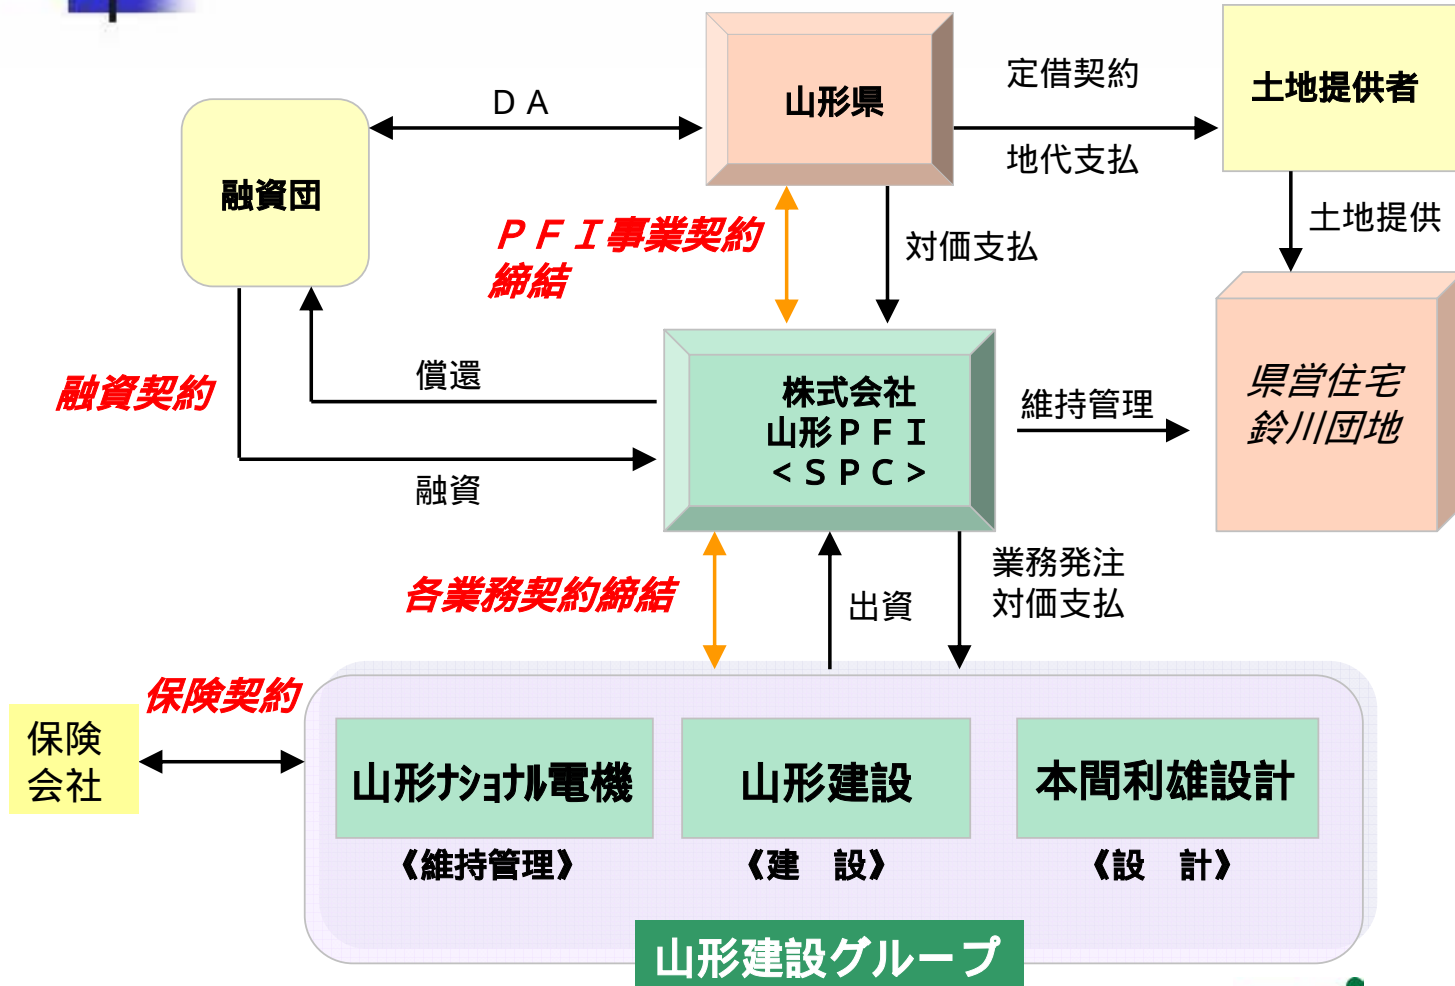 山形県
定借契約
土地提供者
ＤＡ
地代支払
融資団
ＰＦＩ事業契約
締結
対価支払
土地提供
融資契約
償還
株式会社
山形ＰＦＩ
＜ＳＰＣ＞
維持管理
県営住宅
鈴川団地
融資
各業務契約締結
出資
業務発注
対価支払
保険契約
保険
会社
山形ﾅｼｮﾅﾙ電機
山形建設
本間利雄設計
《維持管理》
《建　設》
《設　計》
山形建設グループ